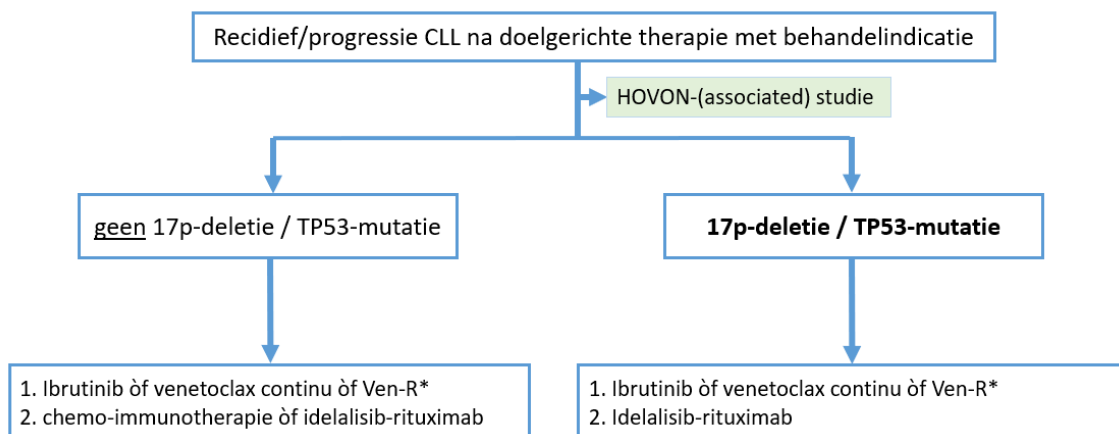 Recidief/progressie CLL na doelgerichte therapie met behandelindicatie
HOVON-(associated) studie
geen 17p-deletie / TP53-mutatie
17p-deletie / TP53-mutatie
1. Ibrutinib òf venetoclax continu òf Ven-R*
2. chemo-immunotherapie òf idelalisib-rituximab
1. Ibrutinib òf venetoclax continu òf Ven-R*
2. Idelalisib-rituximab